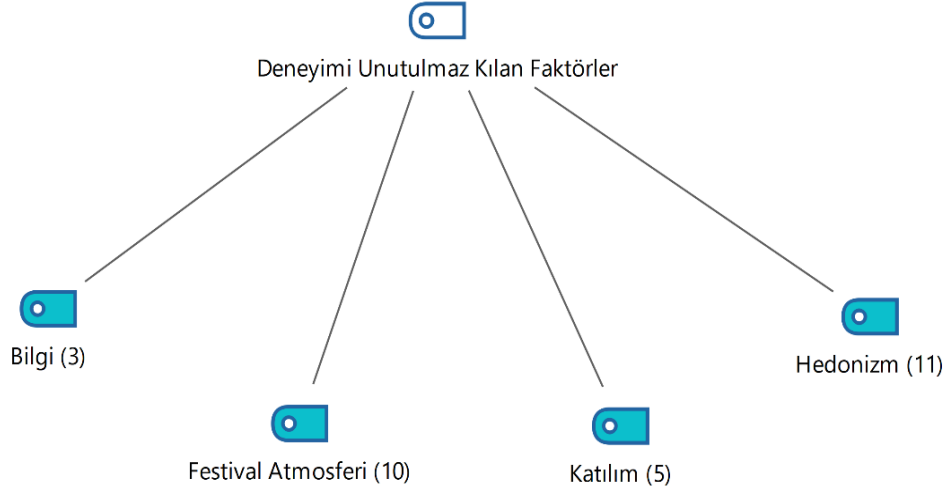 Deneyimi Unutulmaz Kılan Faktörler
Bilgi (3)
Hedonizm (11)
Festival Atmosferi (10)
Katılım (5)